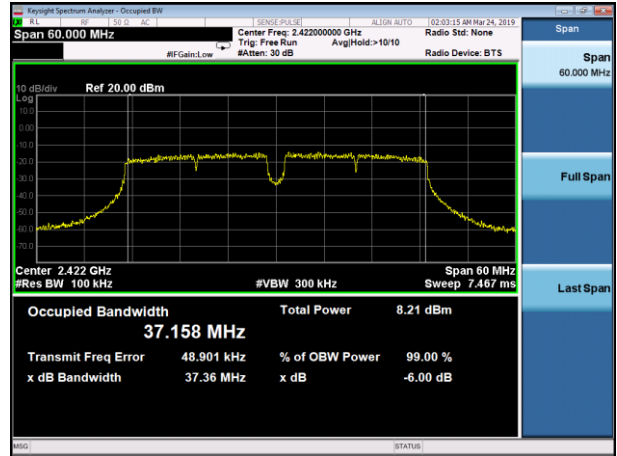 Keysight Spectrum Analyzer - Occupied BW
RL RF 50 Ω AC SENSE:PULSE ALIGN AUTO 02:03:15 AM Mar 24, 2019
Span 60.000 MHz Center Freq: 2.422000000 GHz Radio Std: None Span
Trig: Free Run Avg|Hold:>10/10
#IFGain:Low #Atten: 30 dB Radio Device: BTS
Span
60.000 MHz
10 dB/div Ref 20.00 dBm
Log
10.0
0.00
-10.0
-20.0
-30.0
-40.0
-50.0
-60.0
-70.0
Full Span
Center 2.422 GHz Span 60 MHz
#Res BW 100 kHz #VBW 300 kHz Sweep 7.467 ms
Last Span
Occupied Bandwidth Total Power 8.21 dBm
37.158 MHz
Transmit Freq Error 48.901 kHz % of OBW Power 99.00 %
x dB Bandwidth 37.36 MHz x dB -6.00 dB
MSG STATUS